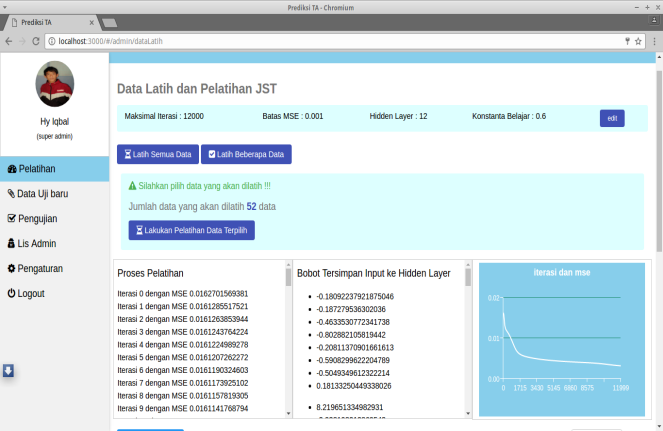 Prediksi TA - Chromium
Prediksi TA
localhost:3000/#/admin/dataLatih
Hy Iqbal
(super admin)
Pelatihan
Data Uji baru
Pengujian
Lis Admin
Pengaturan
Logout
Data Latih dan Pelatihan JST
Maksimal Iterasi : 12000 Batas MSE : 0.001 Hidden Layer : 12 Konstanta Belajar : 0.6 edit
Latih Semua Data Latih Beberapa Data
Silahkan pilih data yang akan dilatih !!!
Jumlah data yang akan dilatih 52 data
Lakukan Pelatihan Data Terpilih
Proses Pelatihan
Iterasi 0 dengan MSE 0.0162701569381
Iterasi 1 dengan MSE 0.0161285517521
Iterasi 2 dengan MSE 0.0161263853944
Iterasi 3 dengan MSE 0.0161243764224
Iterasi 4 dengan MSE 0.0161224989278
Iterasi 5 dengan MSE 0.0161207262272
Iterasi 6 dengan MSE 0.0161190324603
Iterasi 7 dengan MSE 0.0161173925102
Iterasi 8 dengan MSE 0.0161157819305
Iterasi 9 dengan MSE 0.0161141768794
Bobot Tersimpan Input ke Hidden Layer
-0.18092237921875046
-0.187279536302036
-0.4633530772341738
-0.802882105819442
-0.20811370901661613
-0.5908299622204789
-0.5049349612322214
0.18133250449338026
8.219651334982931
iterasi dan mse
0.02
0.01
0.00
0 1715 3430 5145 6860 8575 11986